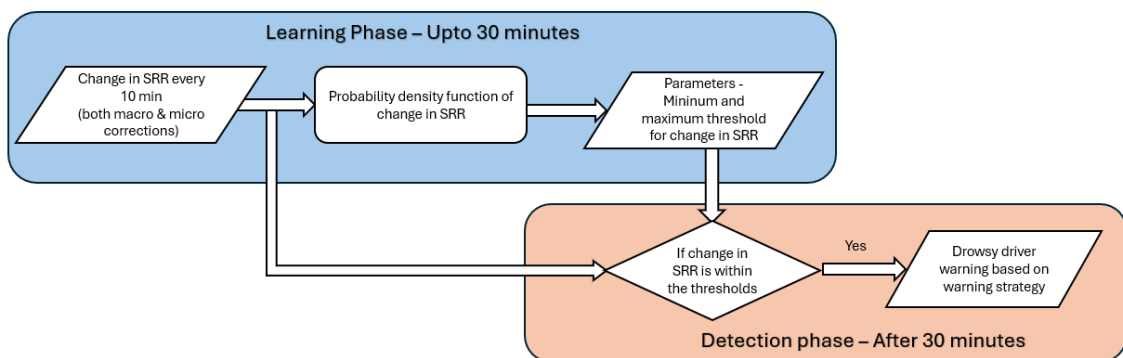 Learning Phase – Upto 30 minutes
Change in SRR every
10 min
(both macro & micro
corrections)
Probability density function of
change in SRR
Parameters -
Mininum and
maximum threshold
for change in SRR
If change in
SRR is within
the thresholds
Yes
Drowsy driver
warning based on
warning strategy
Detection phase – After 30 minutes